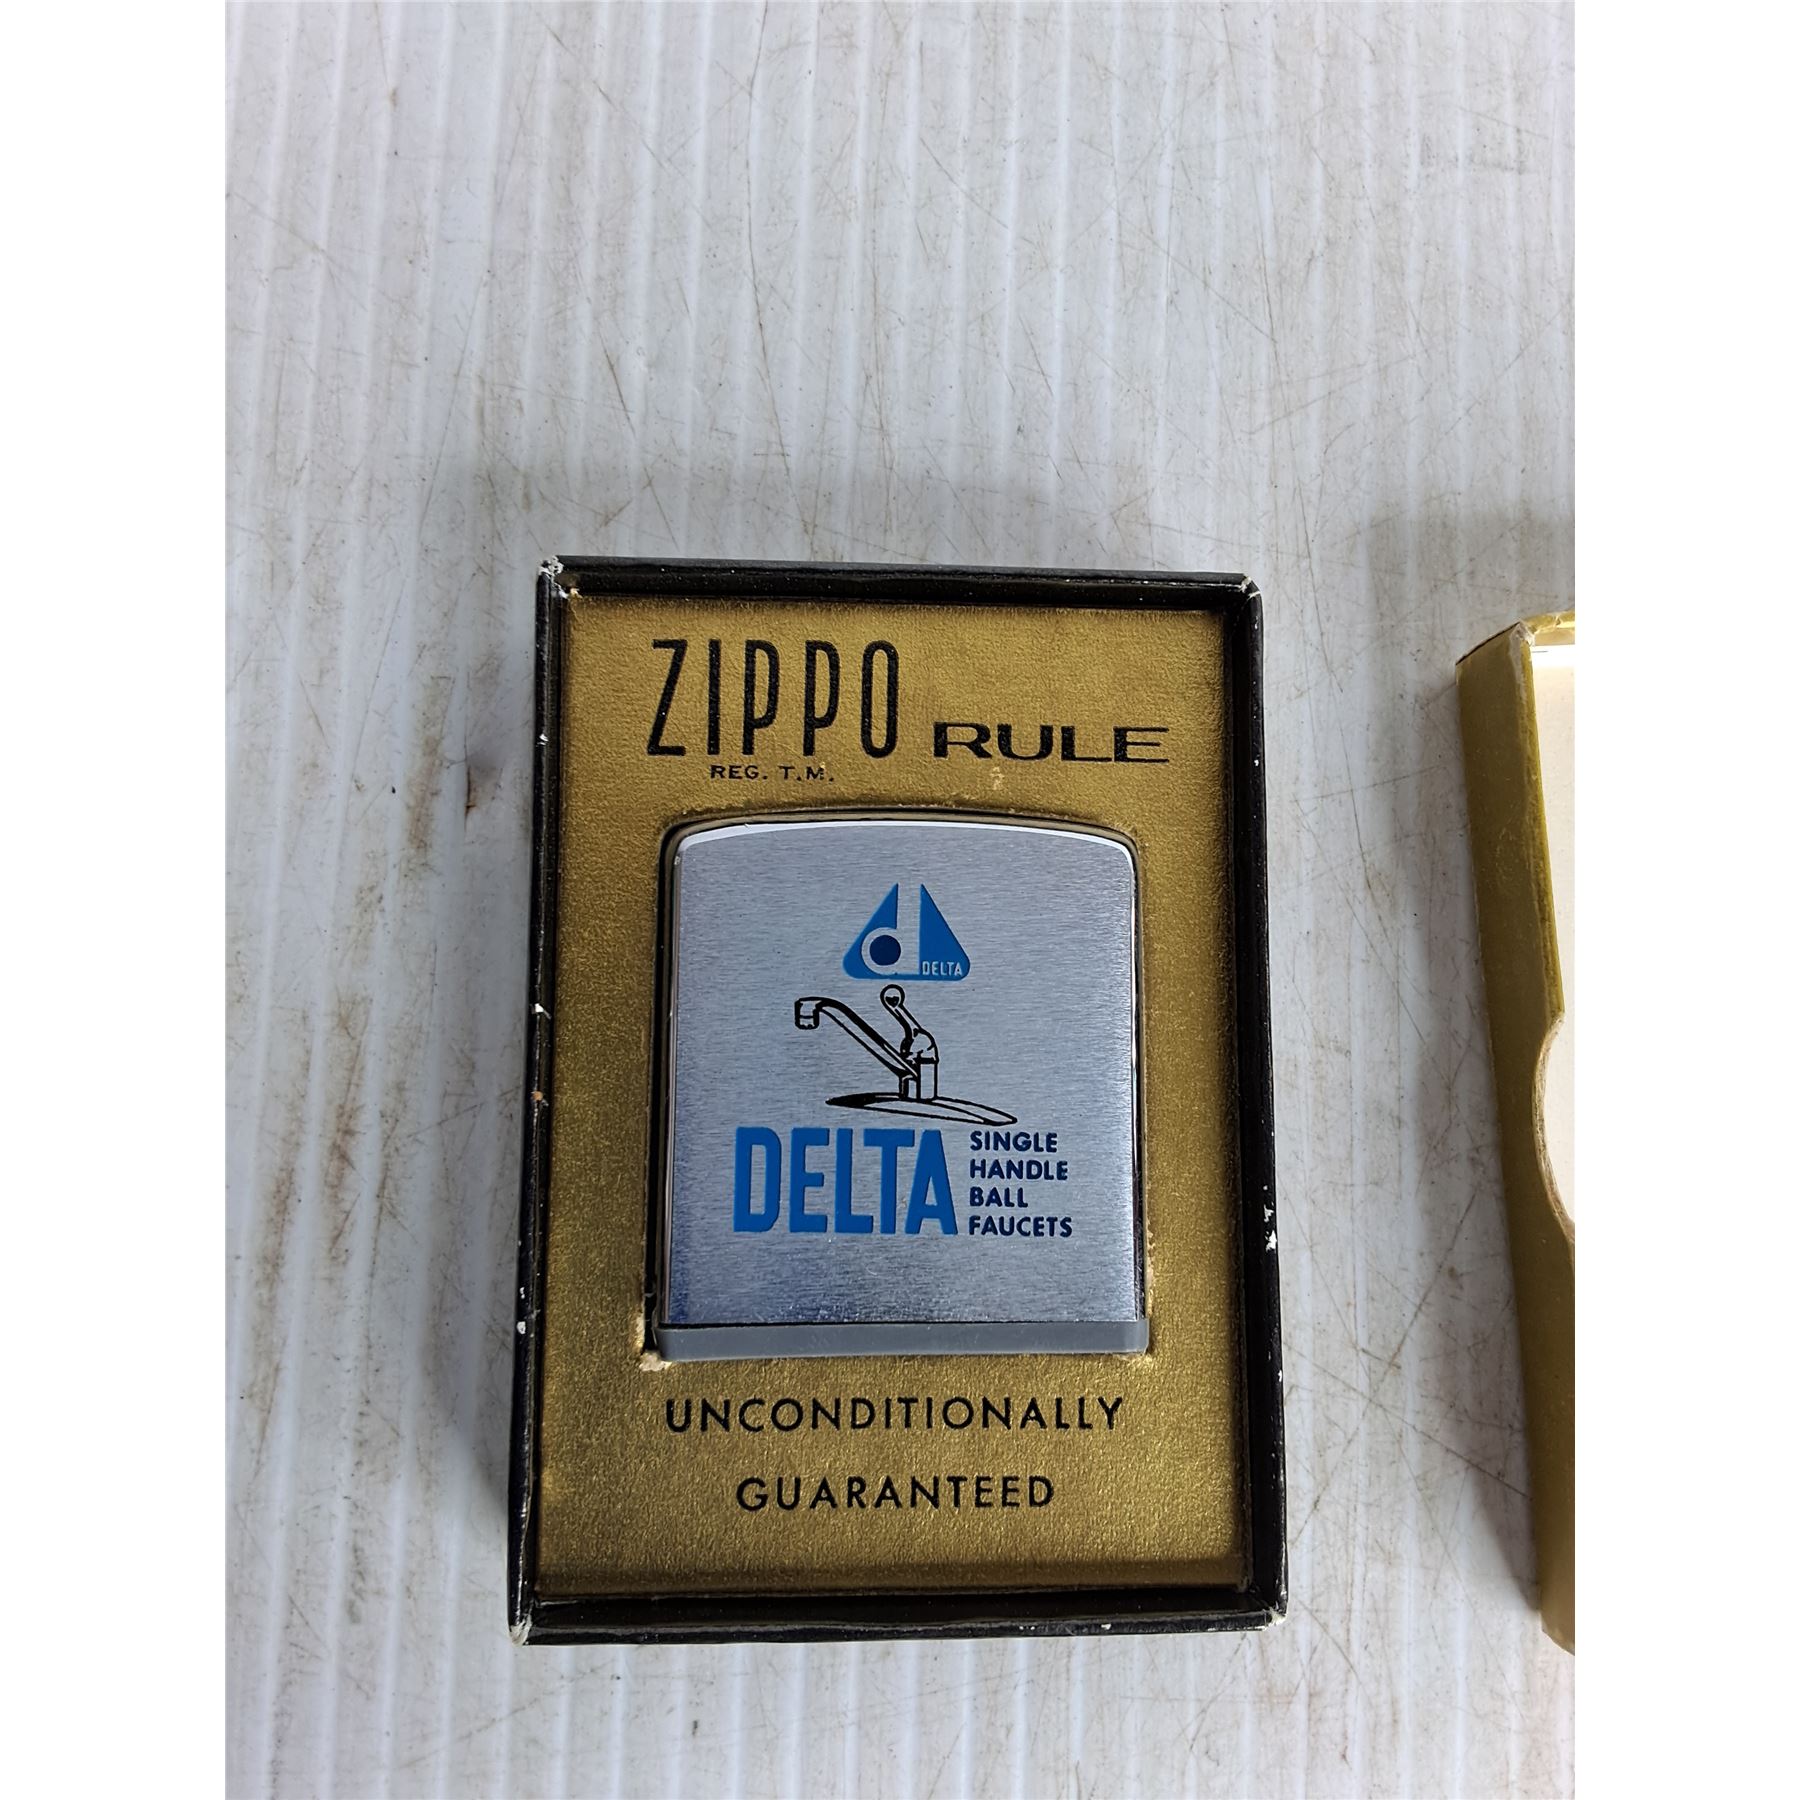 ZIPPO RULE
REG. T.M.
d DELTA
DELTA SINGLE
HANDLE
BALL
FAUCETS
UNCONDITIONALLY
GUARANTEED